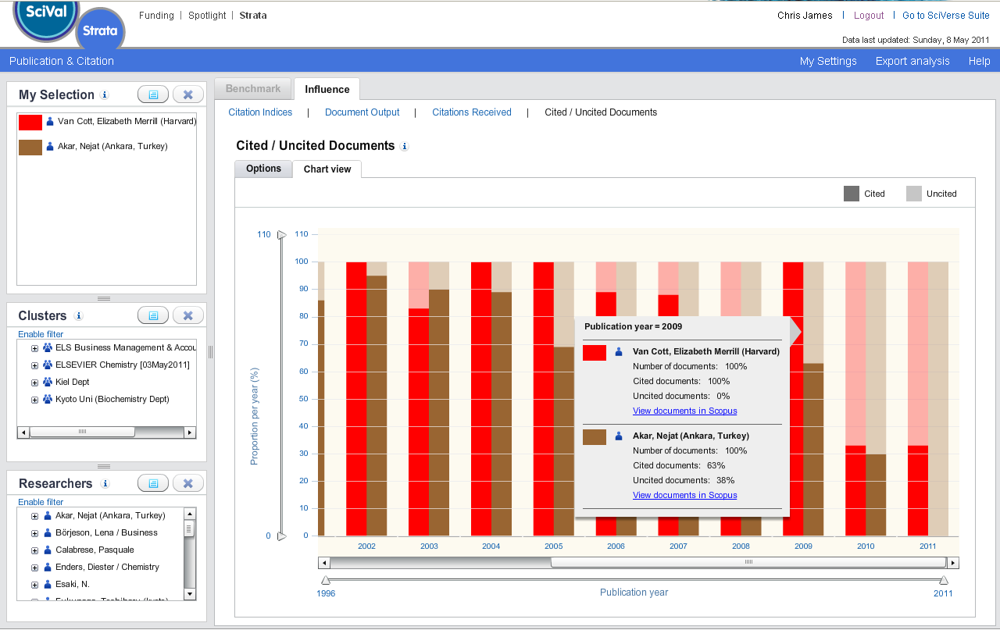 SciVal
Strata
Funding | Spotlight | Strata
Chris James | Logout | Go to SciVerse Suite
Data last updated: Sunday, 8 May 2011
Publication & Citation
My Settings Export analysis Help
My Selection
Van Cott, Elizabeth Merrill (Harvard)
Akar, Nejat (Ankara, Turkey)
Clusters
Enable filter
ELS Business Management & Accou
ELSEVIER Chemistry [03May2011]
Kiel Dept
Kyoto Uni (Biochemistry Dept)
Researchers
Enable filter
Akar, Nejat (Ankara, Turkey)
Börjeson, Lena / Business
Calabrese, Pasquale
Enders, Diester / Chemistry
Esaki, N.
Benchmark Influence
Citation Indices | Document Output | Citations Received | Cited / Uncited Documents
Cited / Uncited Documents
Options Chart view
Cited Uncited
110
0
Proportion per year (%)
110
100
90
80
70
60
50
40
30
20
10
0
Publication year = 2009
Van Cott, Elizabeth Merrill (Harvard)
Number of documents: 100%
Cited documents: 100%
Uncited documents: 0%
View documents in Scopus
Akar, Nejat (Ankara, Turkey)
Number of documents: 100%
Cited documents: 63%
Uncited documents: 38%
View documents in Scopus
2002 2003 2004 2005 2006 2007 2008 2009 2010 2011
1996 Publication year 2011